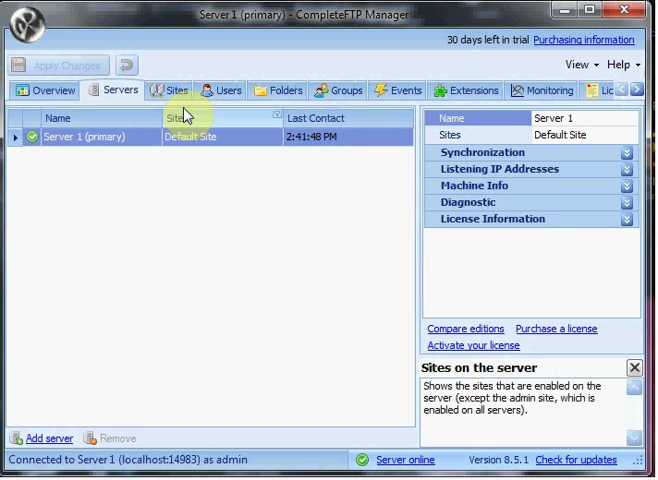 Server 1 (primary) - CompleteFTP Manager
30 days left in trial Purchasing information
Apply Changes View Help
Overview Servers Sites Users Folders Groups Events Extensions Monitoring
Name Sites Last Contact
Server 1 (primary) Default Site 2:41:48 PM
Name Server 1
Sites Default Site
Synchronization
Listening IP Addresses
Machine Info
Diagnostic
License Information
Compare editions Purchase a license
Activate your license
Sites on the server
Shows the sites that are enabled on the
server (except the admin site, which is
enabled on all servers).
Add server Remove
Connected to Server 1 (localhost:14983) as admin Server online Version 8.5.1 Check for updates